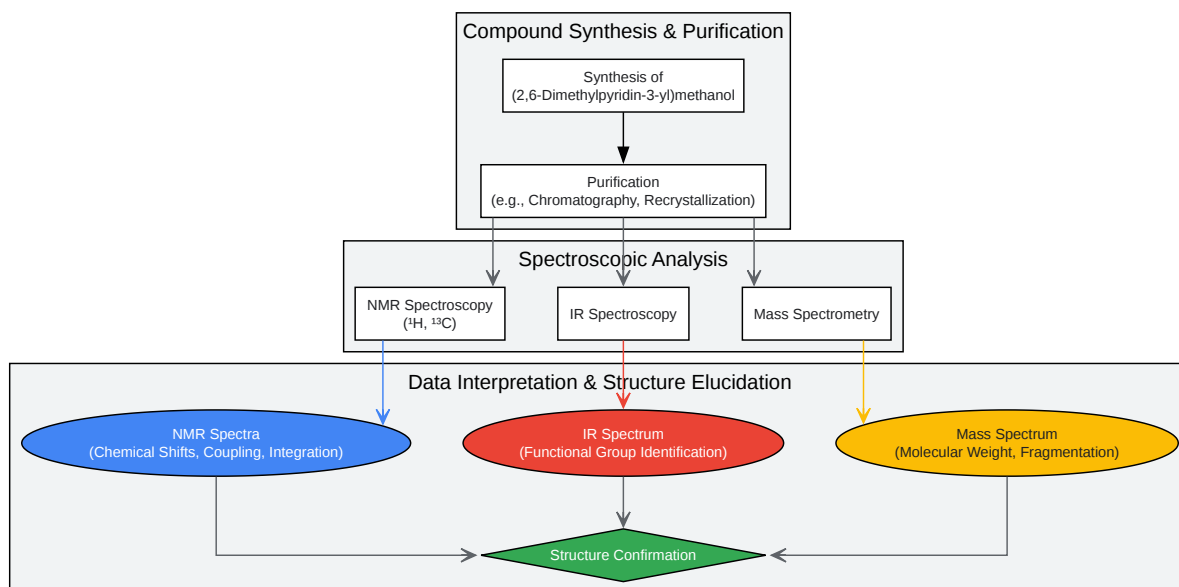 Compound Synthesis & Purification
Synthesis of
(2,6-Dimethylpyridin-3-yl)methanol
Purification
(e.g., Chromatography, Recrystallization)
Spectroscopic Analysis
NMR Spectroscopy
(¹H, ¹³C)
IR Spectroscopy
Mass Spectrometry
Data Interpretation & Structure Elucidation
NMR Spectra
(Chemical Shifts, Coupling, Integration)
IR Spectrum
(Functional Group Identification)
Mass Spectrum
(Molecular Weight, Fragmentation)
Structure Confirmation